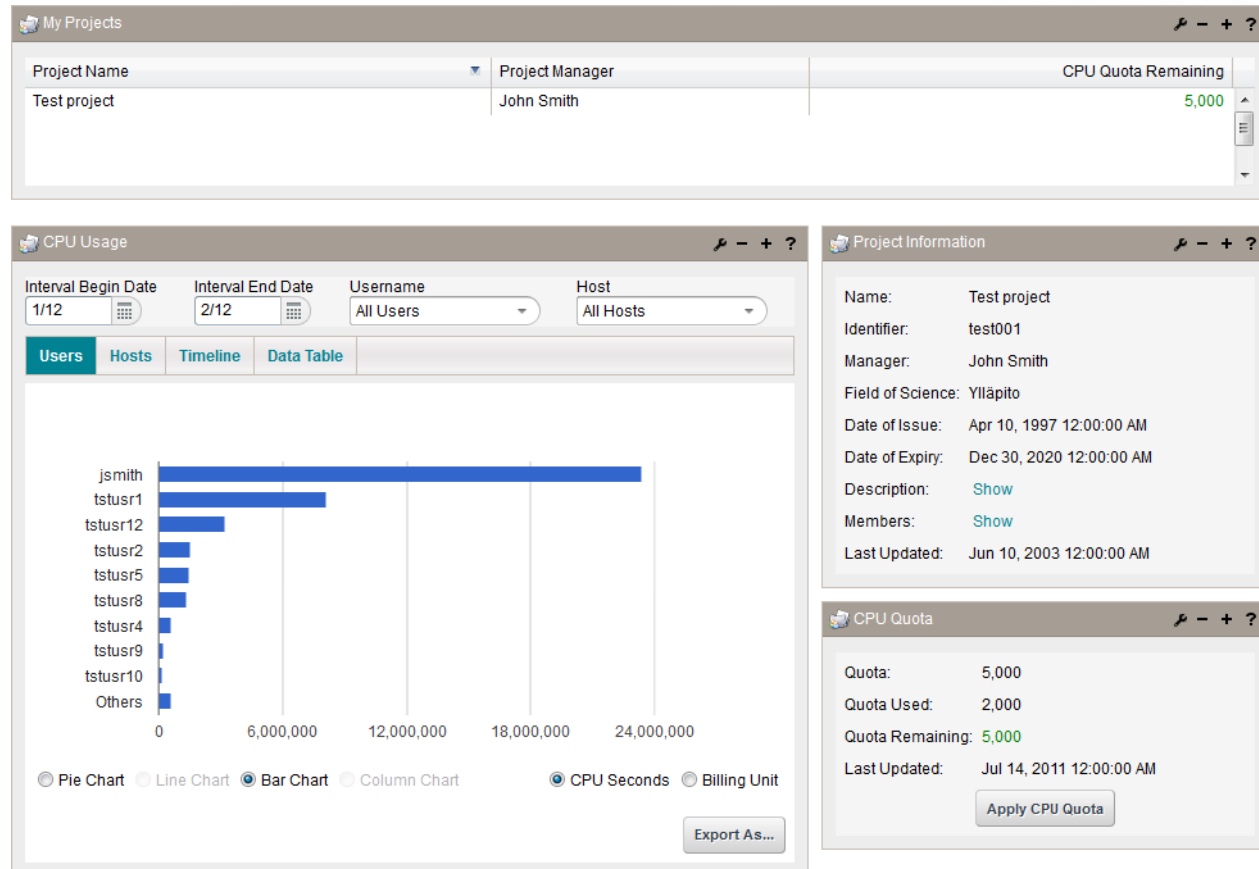 My Projects
Project Name Project Manager CPU Quota Remaining
Test project John Smith 5,000
CPU Usage
Interval Begin Date Interval End Date Username Host
1/12 2/12 All Users All Hosts
Users Hosts Timeline Data Table
jsmith
tstusr1
tstusr12
tstusr2
tstusr5
tstusr8
tstusr4
tstusr9
tstusr10
Others
0 6,000,000 12,000,000 18,000,000 24,000,000
Pie Chart Line Chart Bar Chart Column Chart CPU Seconds Billing Unit
Export As...
Project Information
Name: Test project
Identifier: test001
Manager: John Smith
Field of Science: Ylläpito
Date of Issue: Apr 10, 1997 12:00:00 AM
Date of Expiry: Dec 30, 2020 12:00:00 AM
Description: Show
Members: Show
Last Updated: Jun 10, 2003 12:00:00 AM
CPU Quota
Quota: 5,000
Quota Used: 2,000
Quota Remaining: 5,000
Last Updated: Jul 14, 2011 12:00:00 AM
Apply CPU Quota